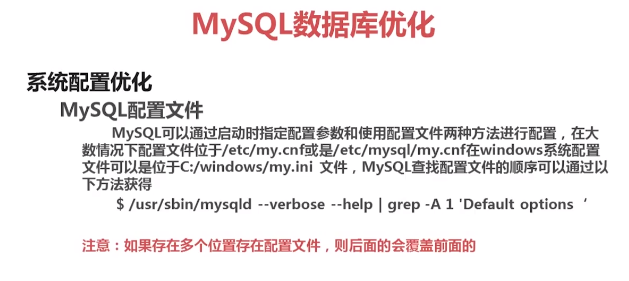 MySQL数据库优化
系统配置优化
MySQL配置文件
MySQL可以通过启动时指定配置参数和使用配置文件两种方法进行配置，在大
数情况下配置文件位于/etc/my.cnf或是/etc/mysql/my.cnf在windows系统配置
文件可以是位于C:/windows/my.ini 文件，MySQL查找配置文件的顺序可以通过以
下方法获得
$ /usr/sbin/mysqld --verbose --help | grep -A 1 'Default options ‘
注意：如果存在多个位置存在配置文件，则后面的会覆盖前面的